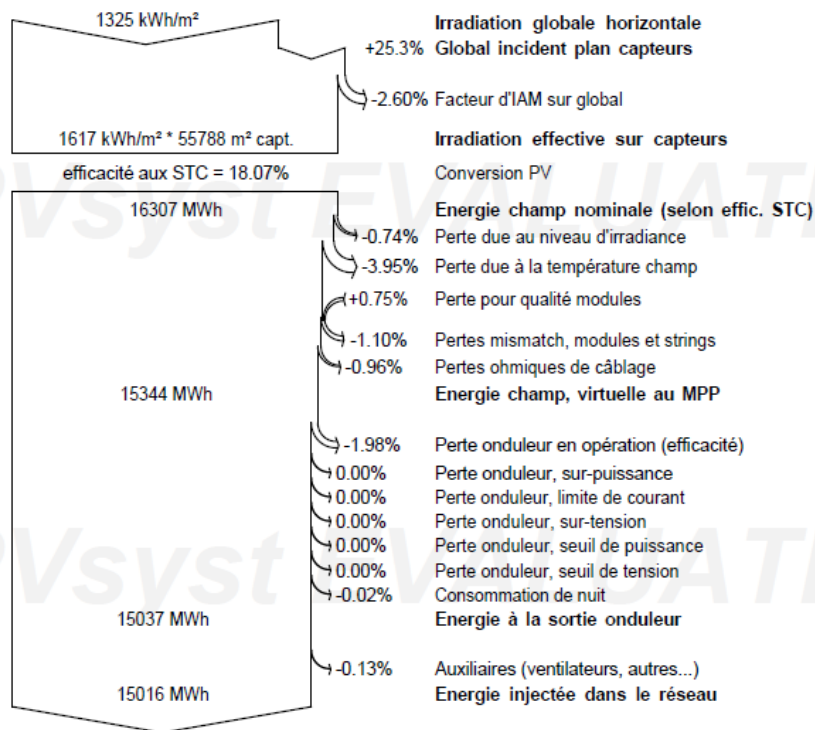 1325 kWh/m² Irradiation globale horizontale
+25.3% Global incident plan capteurs
-2.60% Facteur d'IAM sur global
1617 kWh/m² * 55788 m² capt. Irradiation effective sur capteurs
efficacité aux STC = 18.07% Conversion PV
16307 MWh Energie champ nominale (selon effic. STC)
-0.74% Perte due au niveau d'irradiance
-3.95% Perte due à la température champ
+0.75% Perte pour qualité modules
-1.10% Pertes mismatch, modules et strings
-0.96% Pertes ohmiques de câblage
15344 MWh Energie champ, virtuelle au MPP
-1.98% Perte onduleur en opération (efficacité)
0.00% Perte onduleur, sur-puissance
0.00% Perte onduleur, limite de courant
0.00% Perte onduleur, sur-tension
0.00% Perte onduleur, seuil de puissance
0.00% Perte onduleur, seuil de tension
-0.02% Consommation de nuit
15037 MWh Energie à la sortie onduleur
-0.13% Auxiliaires (ventilateurs, autres...)
15016 MWh Energie injectée dans le réseau
PVsyst EVALUATI
PVsyst EVALUATI